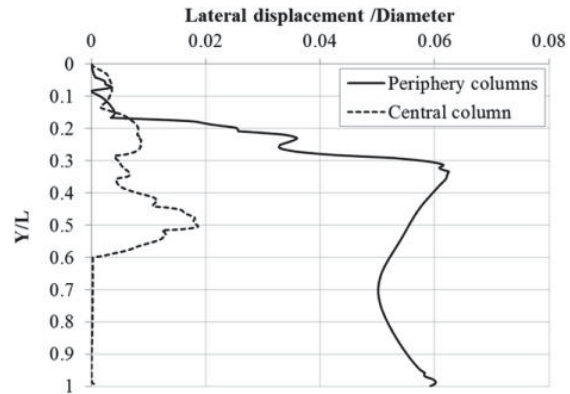 Lateral displacement /Diameter
0 0.02 0.04 0.06 0.08
Periphery columns
Central column
Y/L
0
0.1
0.2
0.3
0.4
0.5
0.6
0.7
0.8
0.9
1